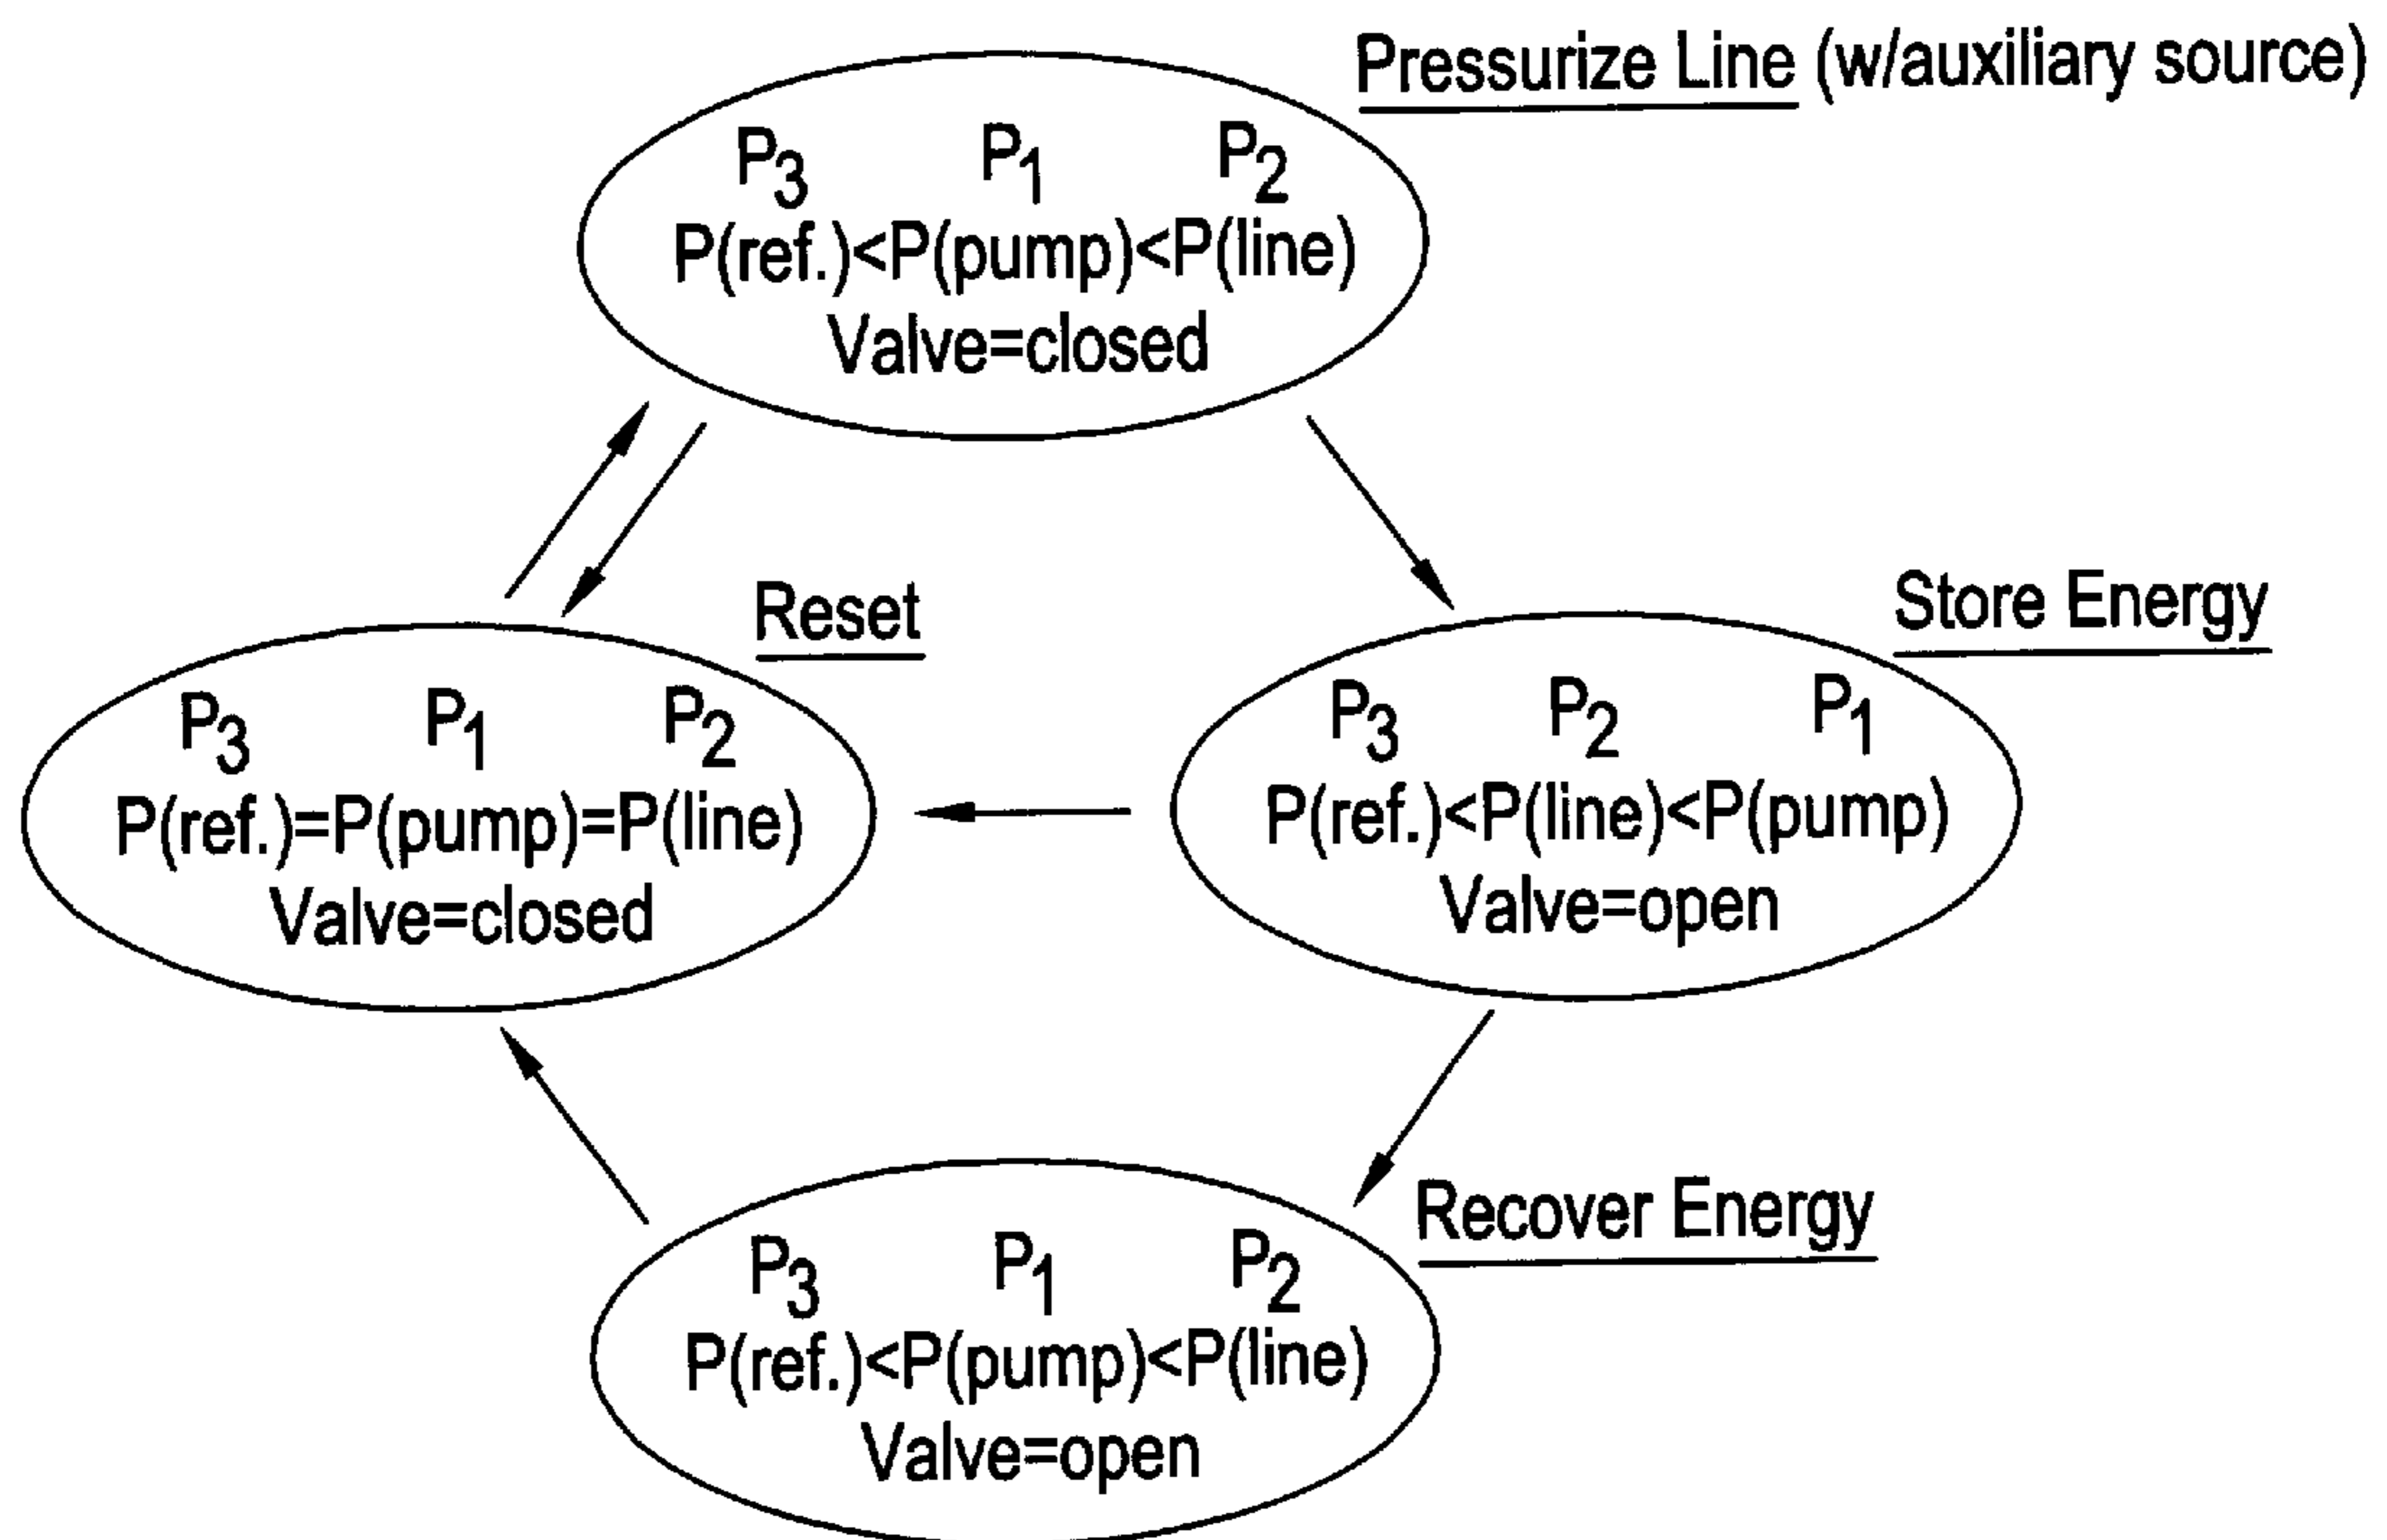 Pressurize Line (w/auxiliary source)
P3 P1 P2
P(ref.)<P(pump)<P(line)
Valve=closed
Reset
P3 P1 P2
P(ref.)=P(pump)=P(line)
Valve=closed
Store Energy
P3 P2 P1
P(ref.)<P(line)<P(pump)
Valve=open
Recover Energy
P3 P1 P2
P(ref.)<P(pump)<P(line)
Valve=open